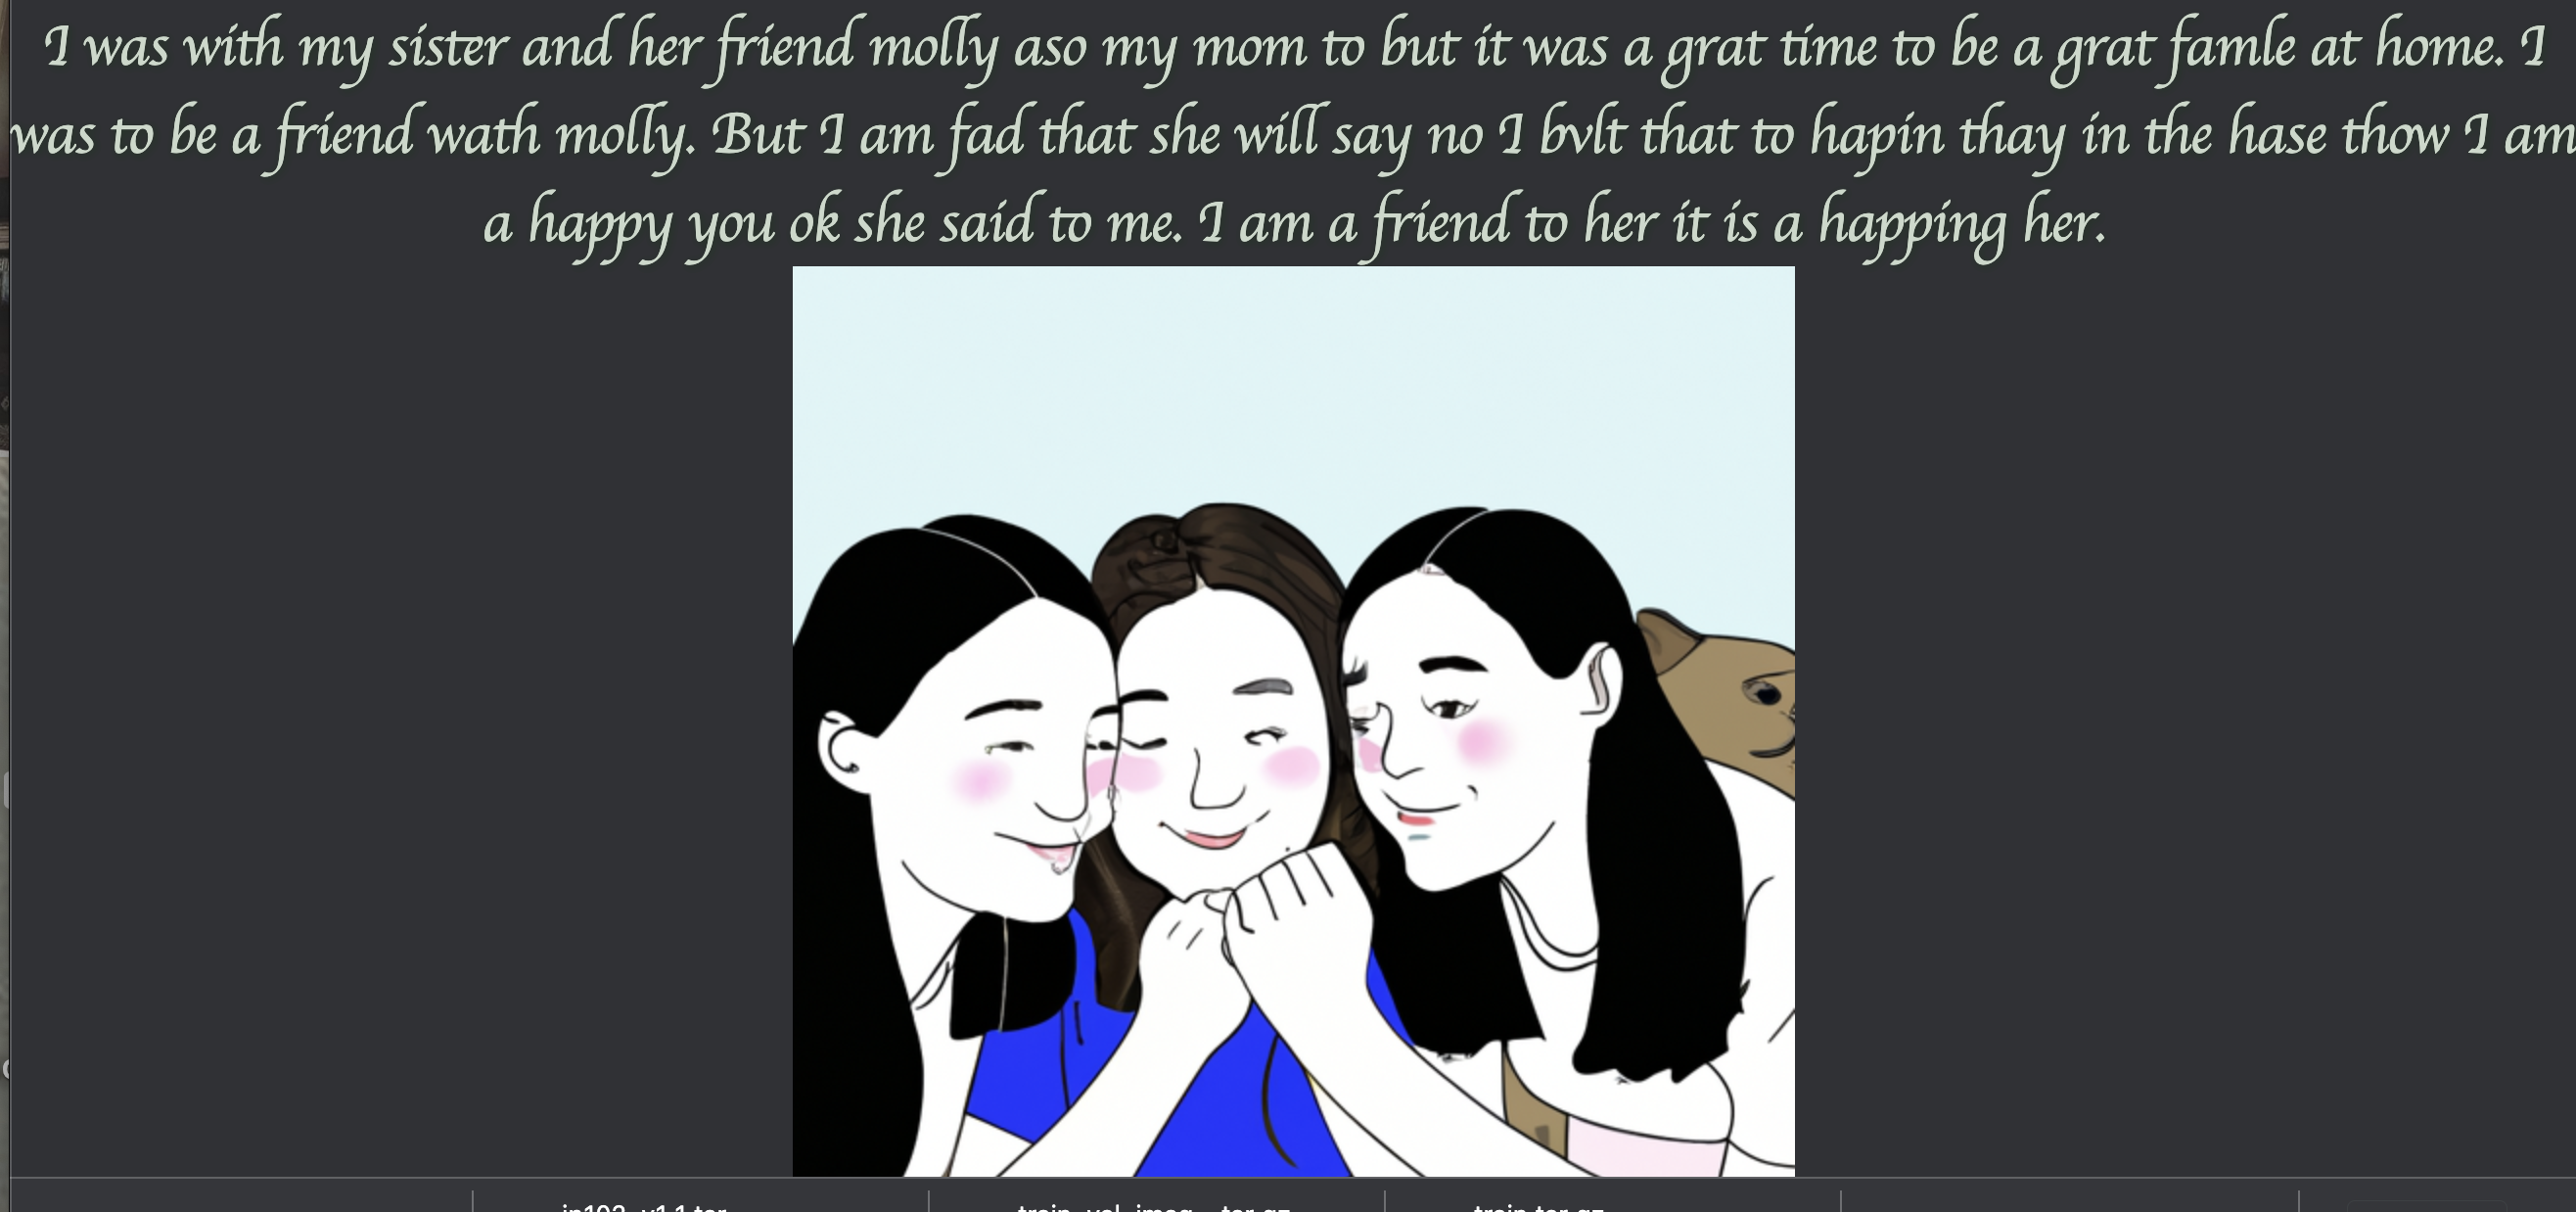 I was with my sister and her friend molly aso my mom to but it was a grat time to be a grat famle at home. I
was to be a friend wath molly. But I am fad that she will say no I bvlt that to hapin thay in the hase thow I am
a happy you ok she said to me. I am a friend to her it is a happing her.